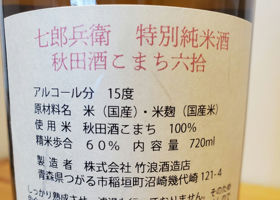 七郎兵衛 特別純米酒
秋田酒こまち六拾
アルコール分 15度
原材料名 米(国産)・米麹(国産米)
使用米 秋田酒こまち 100%
精米歩合 60% 内容量 720ml
製造者 株式会社 竹浪酒造店
青森県つがる市稲垣町沼崎幾代崎121-4